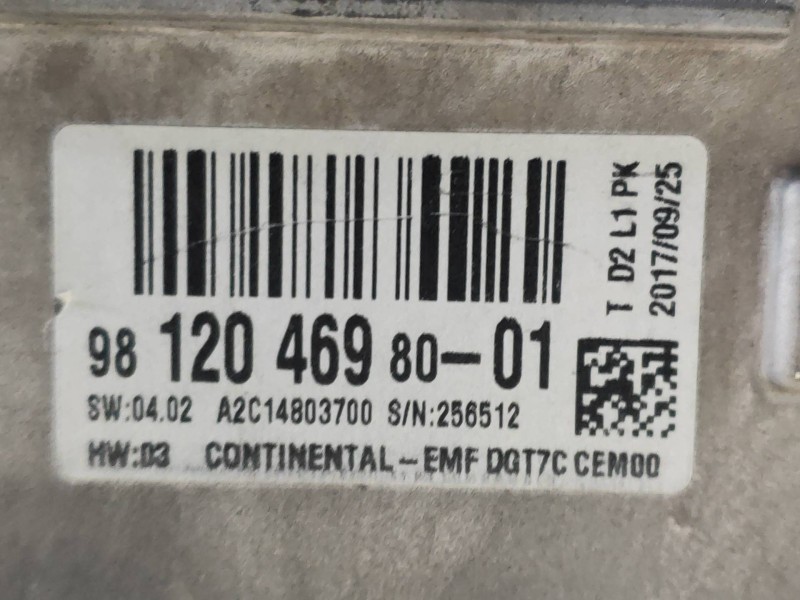 98 120 469 80-01
SW:04.02 A2C14803700 S/N:256512
HW:03 CONTINENTAL-EMF DGT7C CEM00
T D2 L1 PK
2017/09/25